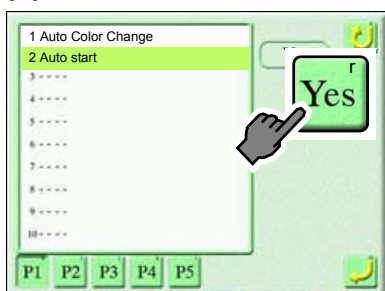 1 Auto Color Change
2 Auto start
3 - - - -
4 - - - -
5 - - - -
6 - - - -
7 - - - -
8 - - - -
9 - - - -
10 - - - -
r
Yes
P1 P2 P3 P4 P5